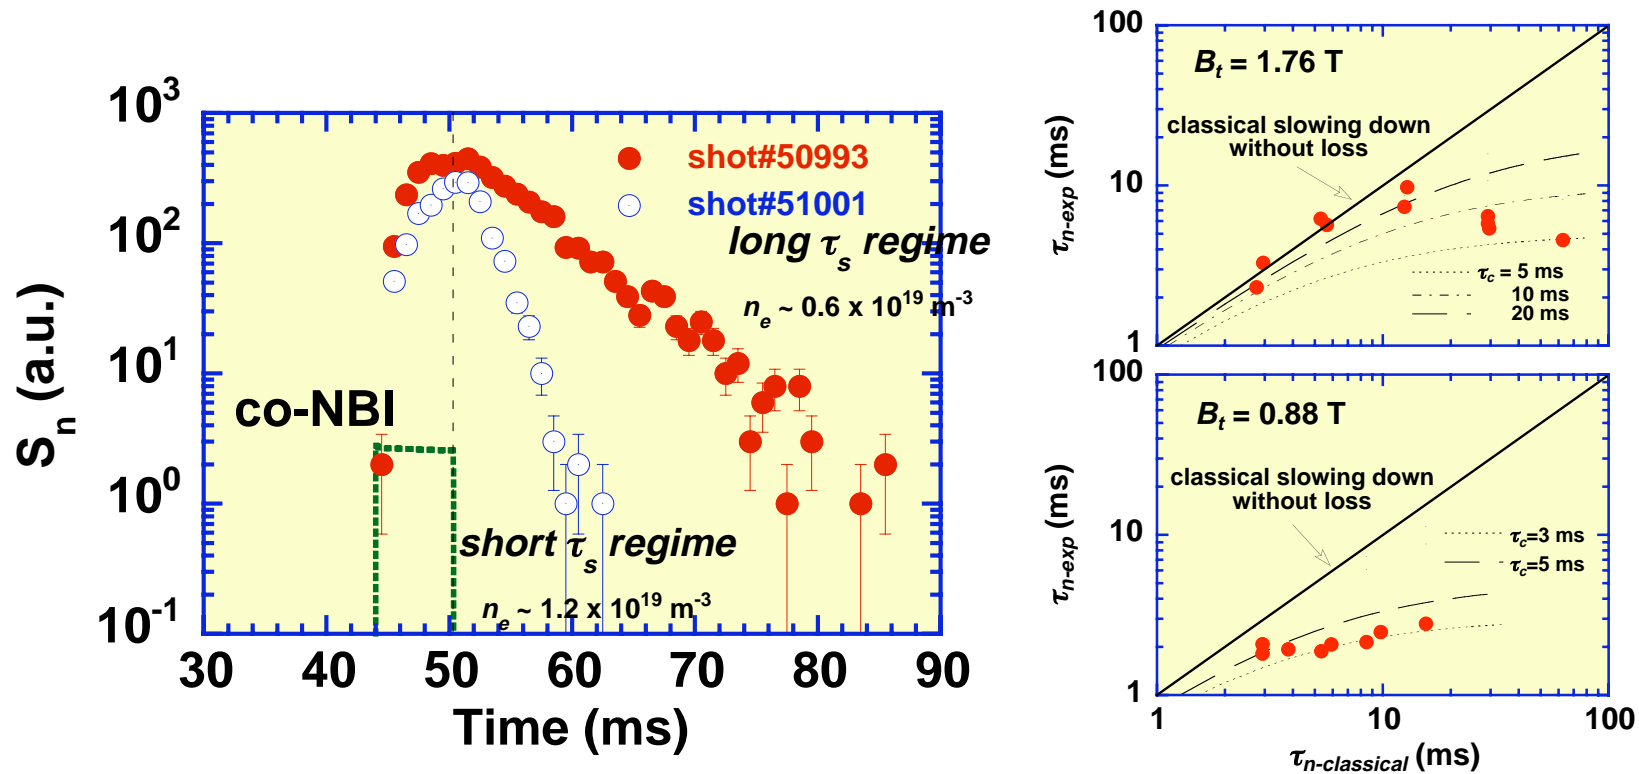 10³
10²
10¹
10⁰
10⁻¹
Sₙ (a.u.)
30 40 50 60 70 80 90
Time (ms)
shot#50993
shot#51001
long τₛ regime
nₑ ~ 0.6 x 10¹⁹ m⁻³
co-NBI
short τₛ regime
nₑ ~ 1.2 x 10¹⁹ m⁻³
100
10
1
τn-exp (ms)
Bₜ = 1.76 T
classical slowing down
without loss
τc = 5 ms
10 ms
20 ms
100
10
1
τn-exp (ms)
Bₜ = 0.88 T
classical slowing down
without loss
τc=3 ms
τc=5 ms
1 10 100
τn-classical (ms)